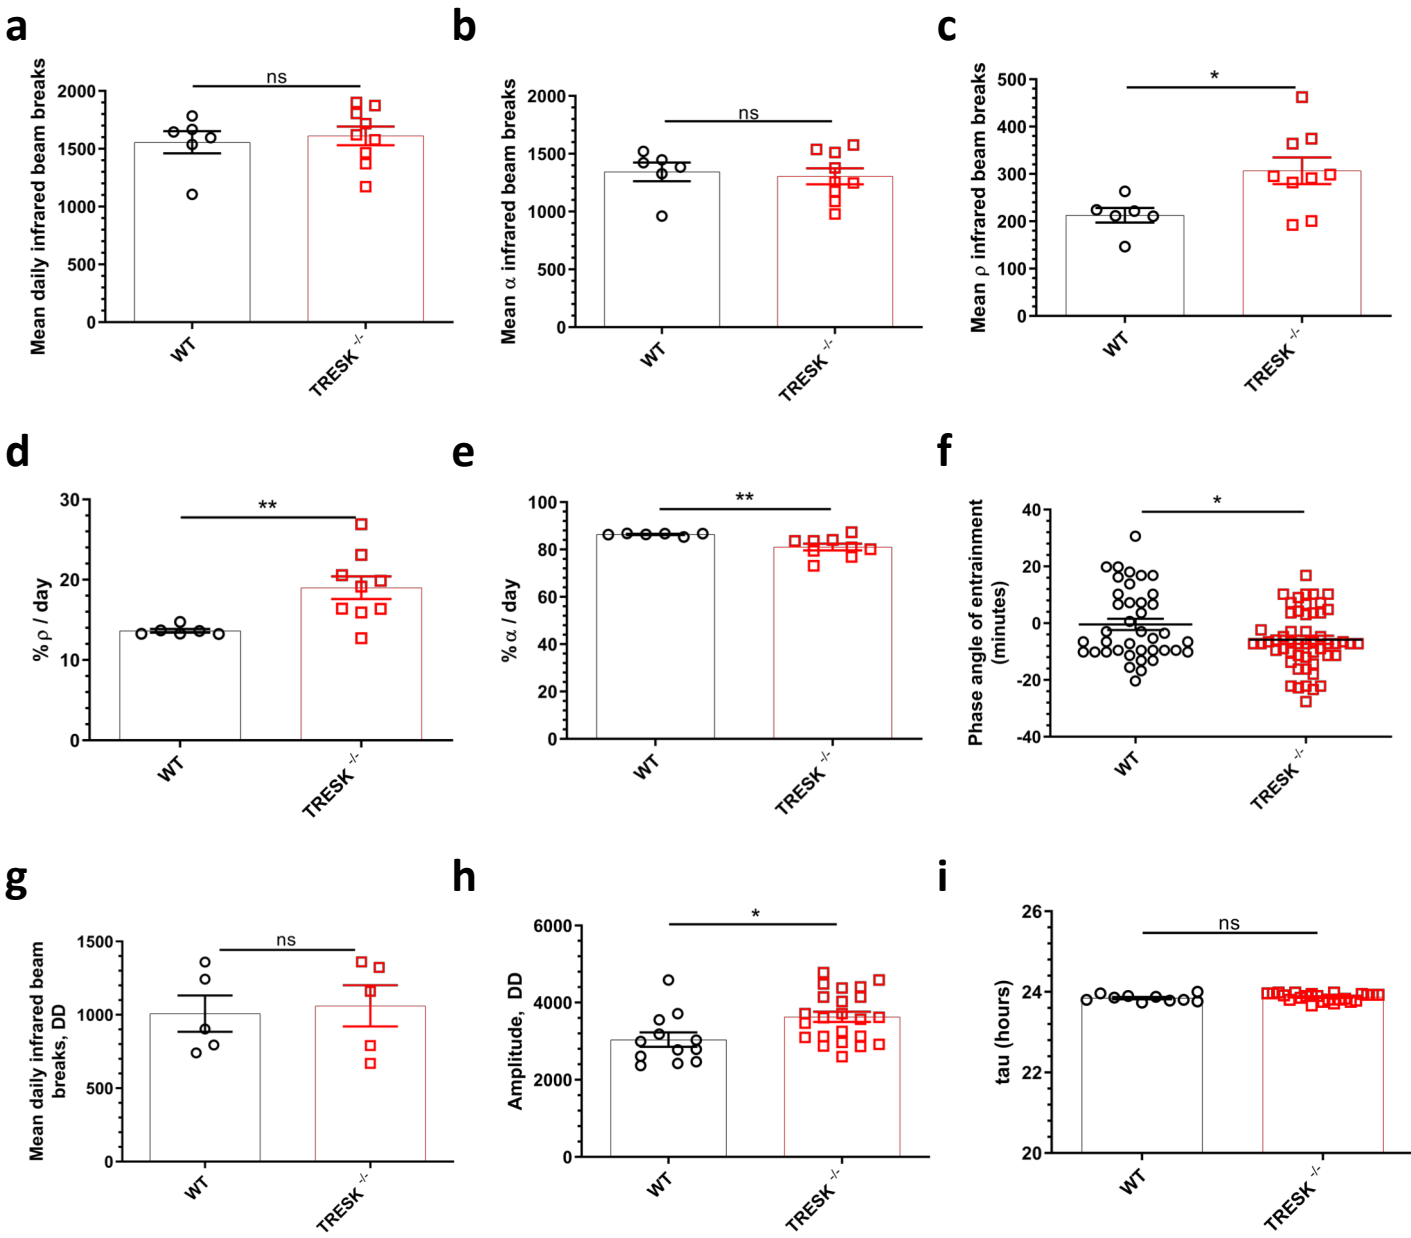 a
b
c
Mean daily infrared beam breaks
2000
1500
1000
500
0
ns
WT
TRESK -/-
Mean α infrared beam breaks
2000
1500
1000
500
0
ns
WT
TRESK -/-
Mean ρ infrared beam breaks
500
400
300
200
100
0
*
WT
TRESK -/-
d
e
f
% ρ / day
30
20
10
0
**
WT
TRESK -/-
% α / day
100
80
60
40
20
0
**
WT
TRESK -/-
Phase angle of entrainment
(minutes)
40
20
0
-20
-40
*
WT
TRESK -/-
g
h
i
Mean daily infrared beam
breaks, DD
1500
1000
500
0
ns
WT
TRESK -/-
Amplitude, DD
6000
4000
2000
0
*
WT
TRESK -/-
tau (hours)
26
24
22
20
ns
WT
TRESK -/-